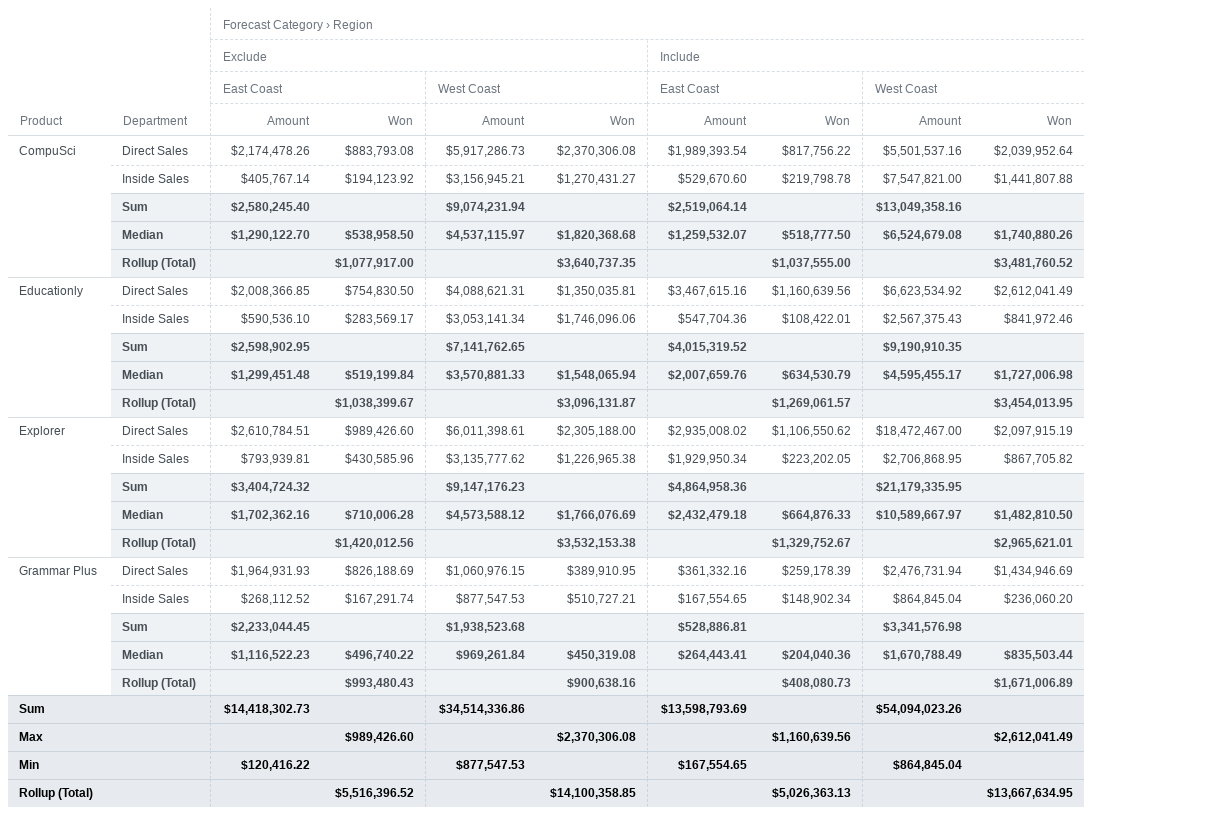 Forecast Category › Region
Exclude Include
East Coast West Coast East Coast West Coast
Product Department Amount Won Amount Won Amount Won Amount Won
CompuSci Direct Sales $2,174,478.26 $883,793.08 $5,917,286.73 $2,370,306.08 $1,989,393.54 $817,756.22 $5,501,537.16 $2,039,952.64
Inside Sales $405,767.14 $194,123.92 $3,156,945.21 $1,270,431.27 $529,670.60 $219,798.78 $7,547,821.00 $1,441,807.88
Sum $2,580,245.40 $9,074,231.94 $2,519,064.14 $13,049,358.16
Median $1,290,122.70 $538,958.50 $4,537,115.97 $1,820,368.68 $1,259,532.07 $518,777.50 $6,524,679.08 $1,740,880.26
Rollup (Total) $1,077,917.00 $3,640,737.35 $1,037,555.00 $3,481,760.52
Educationly Direct Sales $2,008,366.85 $754,830.50 $4,088,621.31 $1,350,035.81 $3,467,615.16 $1,160,639.56 $6,623,534.92 $2,612,041.49
Inside Sales $590,536.10 $283,569.17 $3,053,141.34 $1,746,096.06 $547,704.36 $108,422.01 $2,567,375.43 $841,972.46
Sum $2,598,902.95 $7,141,762.65 $4,015,319.52 $9,190,910.35
Median $1,299,451.48 $519,199.84 $3,570,881.33 $1,548,065.94 $2,007,659.76 $634,530.79 $4,595,455.17 $1,727,006.98
Rollup (Total) $1,038,399.67 $3,096,131.87 $1,269,061.57 $3,454,013.95
Explorer Direct Sales $2,610,784.51 $989,426.60 $6,011,398.61 $2,305,188.00 $2,935,008.02 $1,106,550.62 $18,472,467.00 $2,097,915.19
Inside Sales $793,939.81 $430,585.96 $3,135,777.62 $1,226,965.38 $1,929,950.34 $223,202.05 $2,706,868.95 $867,705.82
Sum $3,404,724.32 $9,147,176.23 $4,864,958.36 $21,179,335.95
Median $1,702,362.16 $710,006.28 $4,573,588.12 $1,766,076.69 $2,432,479.18 $664,876.33 $10,589,667.97 $1,482,810.50
Rollup (Total) $1,420,012.56 $3,532,153.38 $1,329,752.67 $2,965,621.01
Grammar Plus Direct Sales $1,964,931.93 $826,188.69 $1,060,976.15 $389,910.95 $361,332.16 $259,178.39 $2,476,731.94 $1,434,946.69
Inside Sales $268,112.52 $167,291.74 $877,547.53 $510,727.21 $167,554.65 $148,902.34 $864,845.04 $236,060.20
Sum $2,233,044.45 $1,938,523.68 $528,886.81 $3,341,576.98
Median $1,116,522.23 $496,740.22 $969,261.84 $450,319.08 $264,443.41 $204,040.36 $1,670,788.49 $835,503.44
Rollup (Total) $993,480.43 $900,638.16 $408,080.73 $1,671,006.89
Sum $14,418,302.73 $34,514,336.86 $13,598,793.69 $54,094,023.26
Max $989,426.60 $2,370,306.08 $1,160,639.56 $2,612,041.49
Min $120,416.22 $877,547.53 $167,554.65 $864,845.04
Rollup (Total) $5,516,396.52 $14,100,358.85 $5,026,363.13 $13,667,634.95